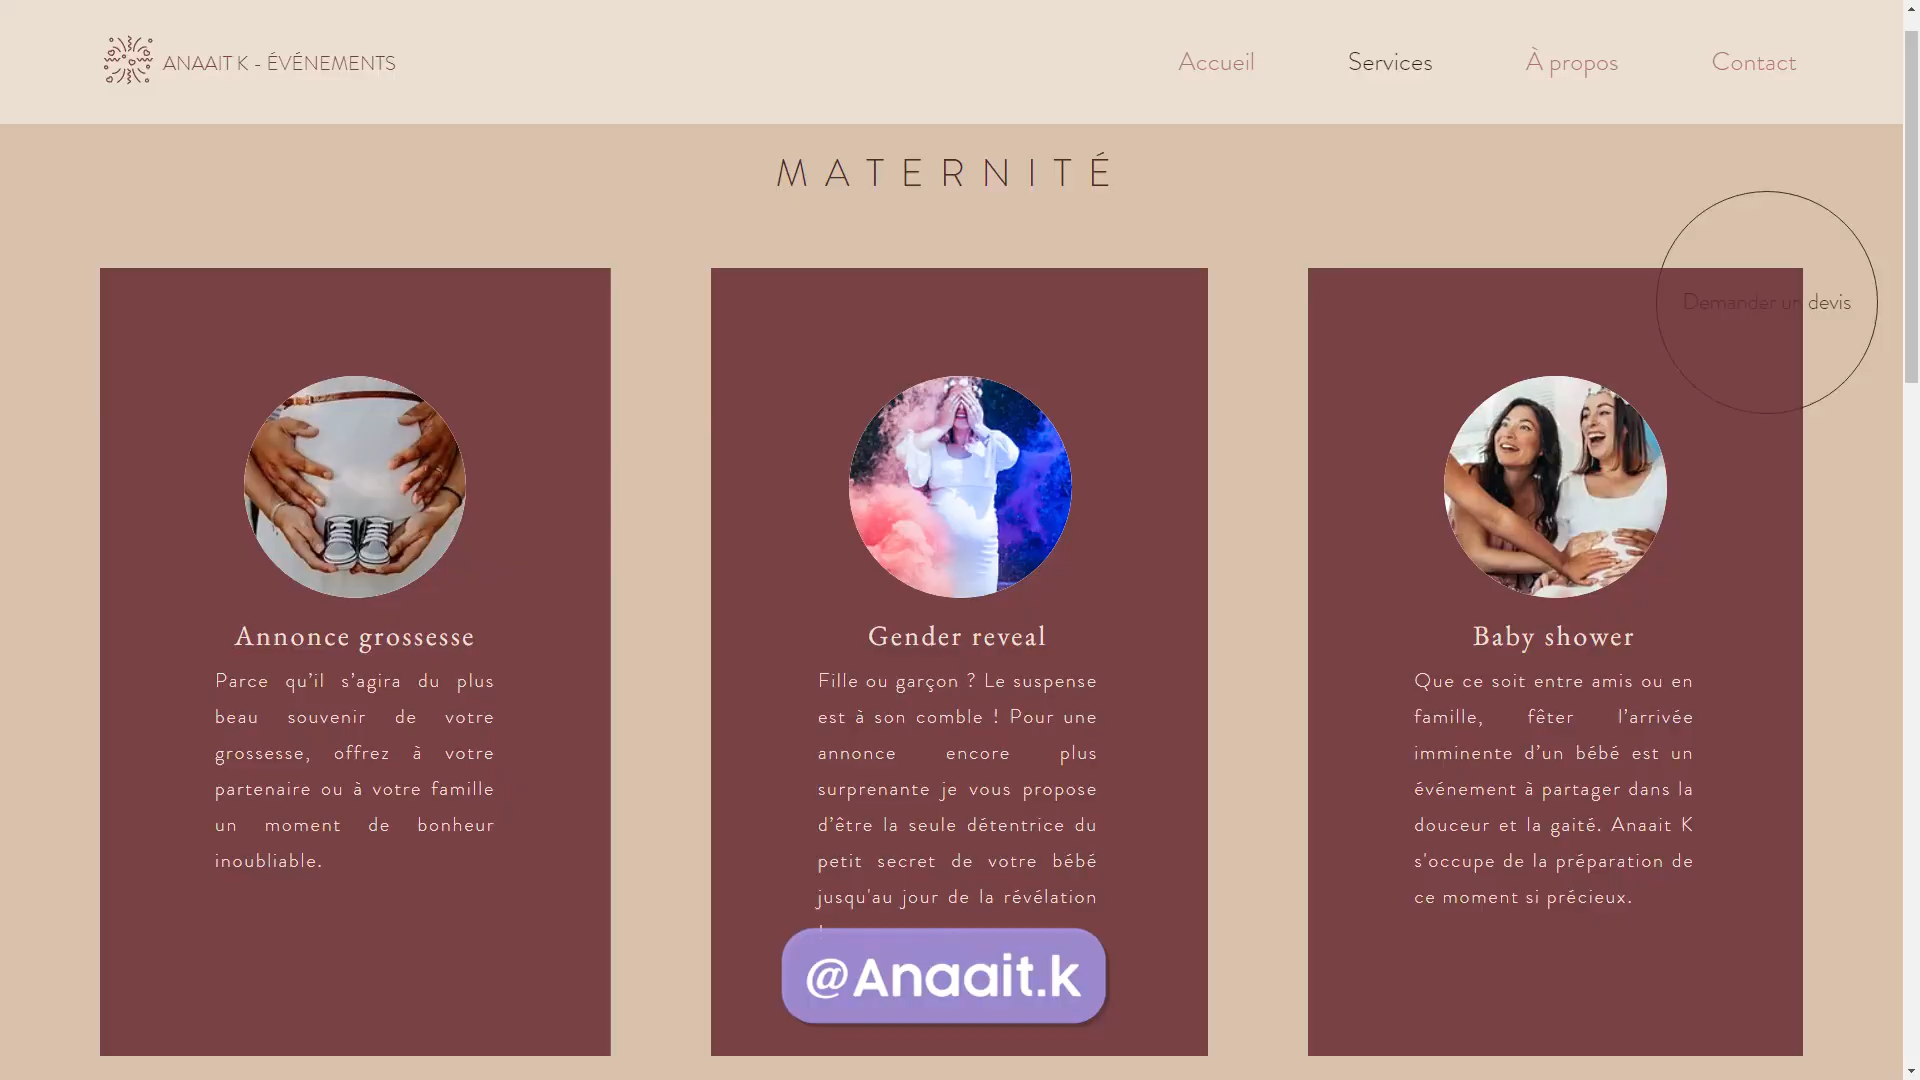 ANAAIT K - ÉVÉNEMENTS
Accueil
Services
À propos
Contact
MATERNITÉ
Demander un devis
Annonce grossesse
Parce qu’il s’agira du plus
beau souvenir de votre
grossesse, offrez à votre
partenaire ou à votre famille
un moment de bonheur
inoubliable.
Gender reveal
Fille ou garçon ? Le suspense
est à son comble ! Pour une
annonce encore plus
surprenante je vous propose
d’être la seule détentrice du
petit secret de votre bébé
jusqu'au jour de la révélation
!
Baby shower
Que ce soit entre amis ou en
famille, fêter l’arrivée
imminente d’un bébé est un
événement à partager dans la
douceur et la gaité. Anaait K
s'occupe de la préparation de
ce moment si précieux.
@Anaait.k